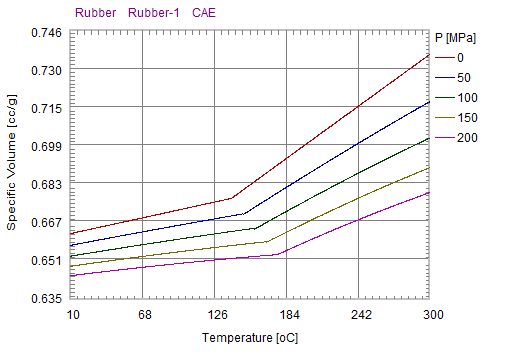 Rubber Rubber-1 CAE
P [MPa]
0
50
100
150
200
0.746
0.730
0.715
0.699
0.683
0.667
0.651
0.635
Specific Volume [cc/g]
10 68 126 184 242 300
Temperature [oC]